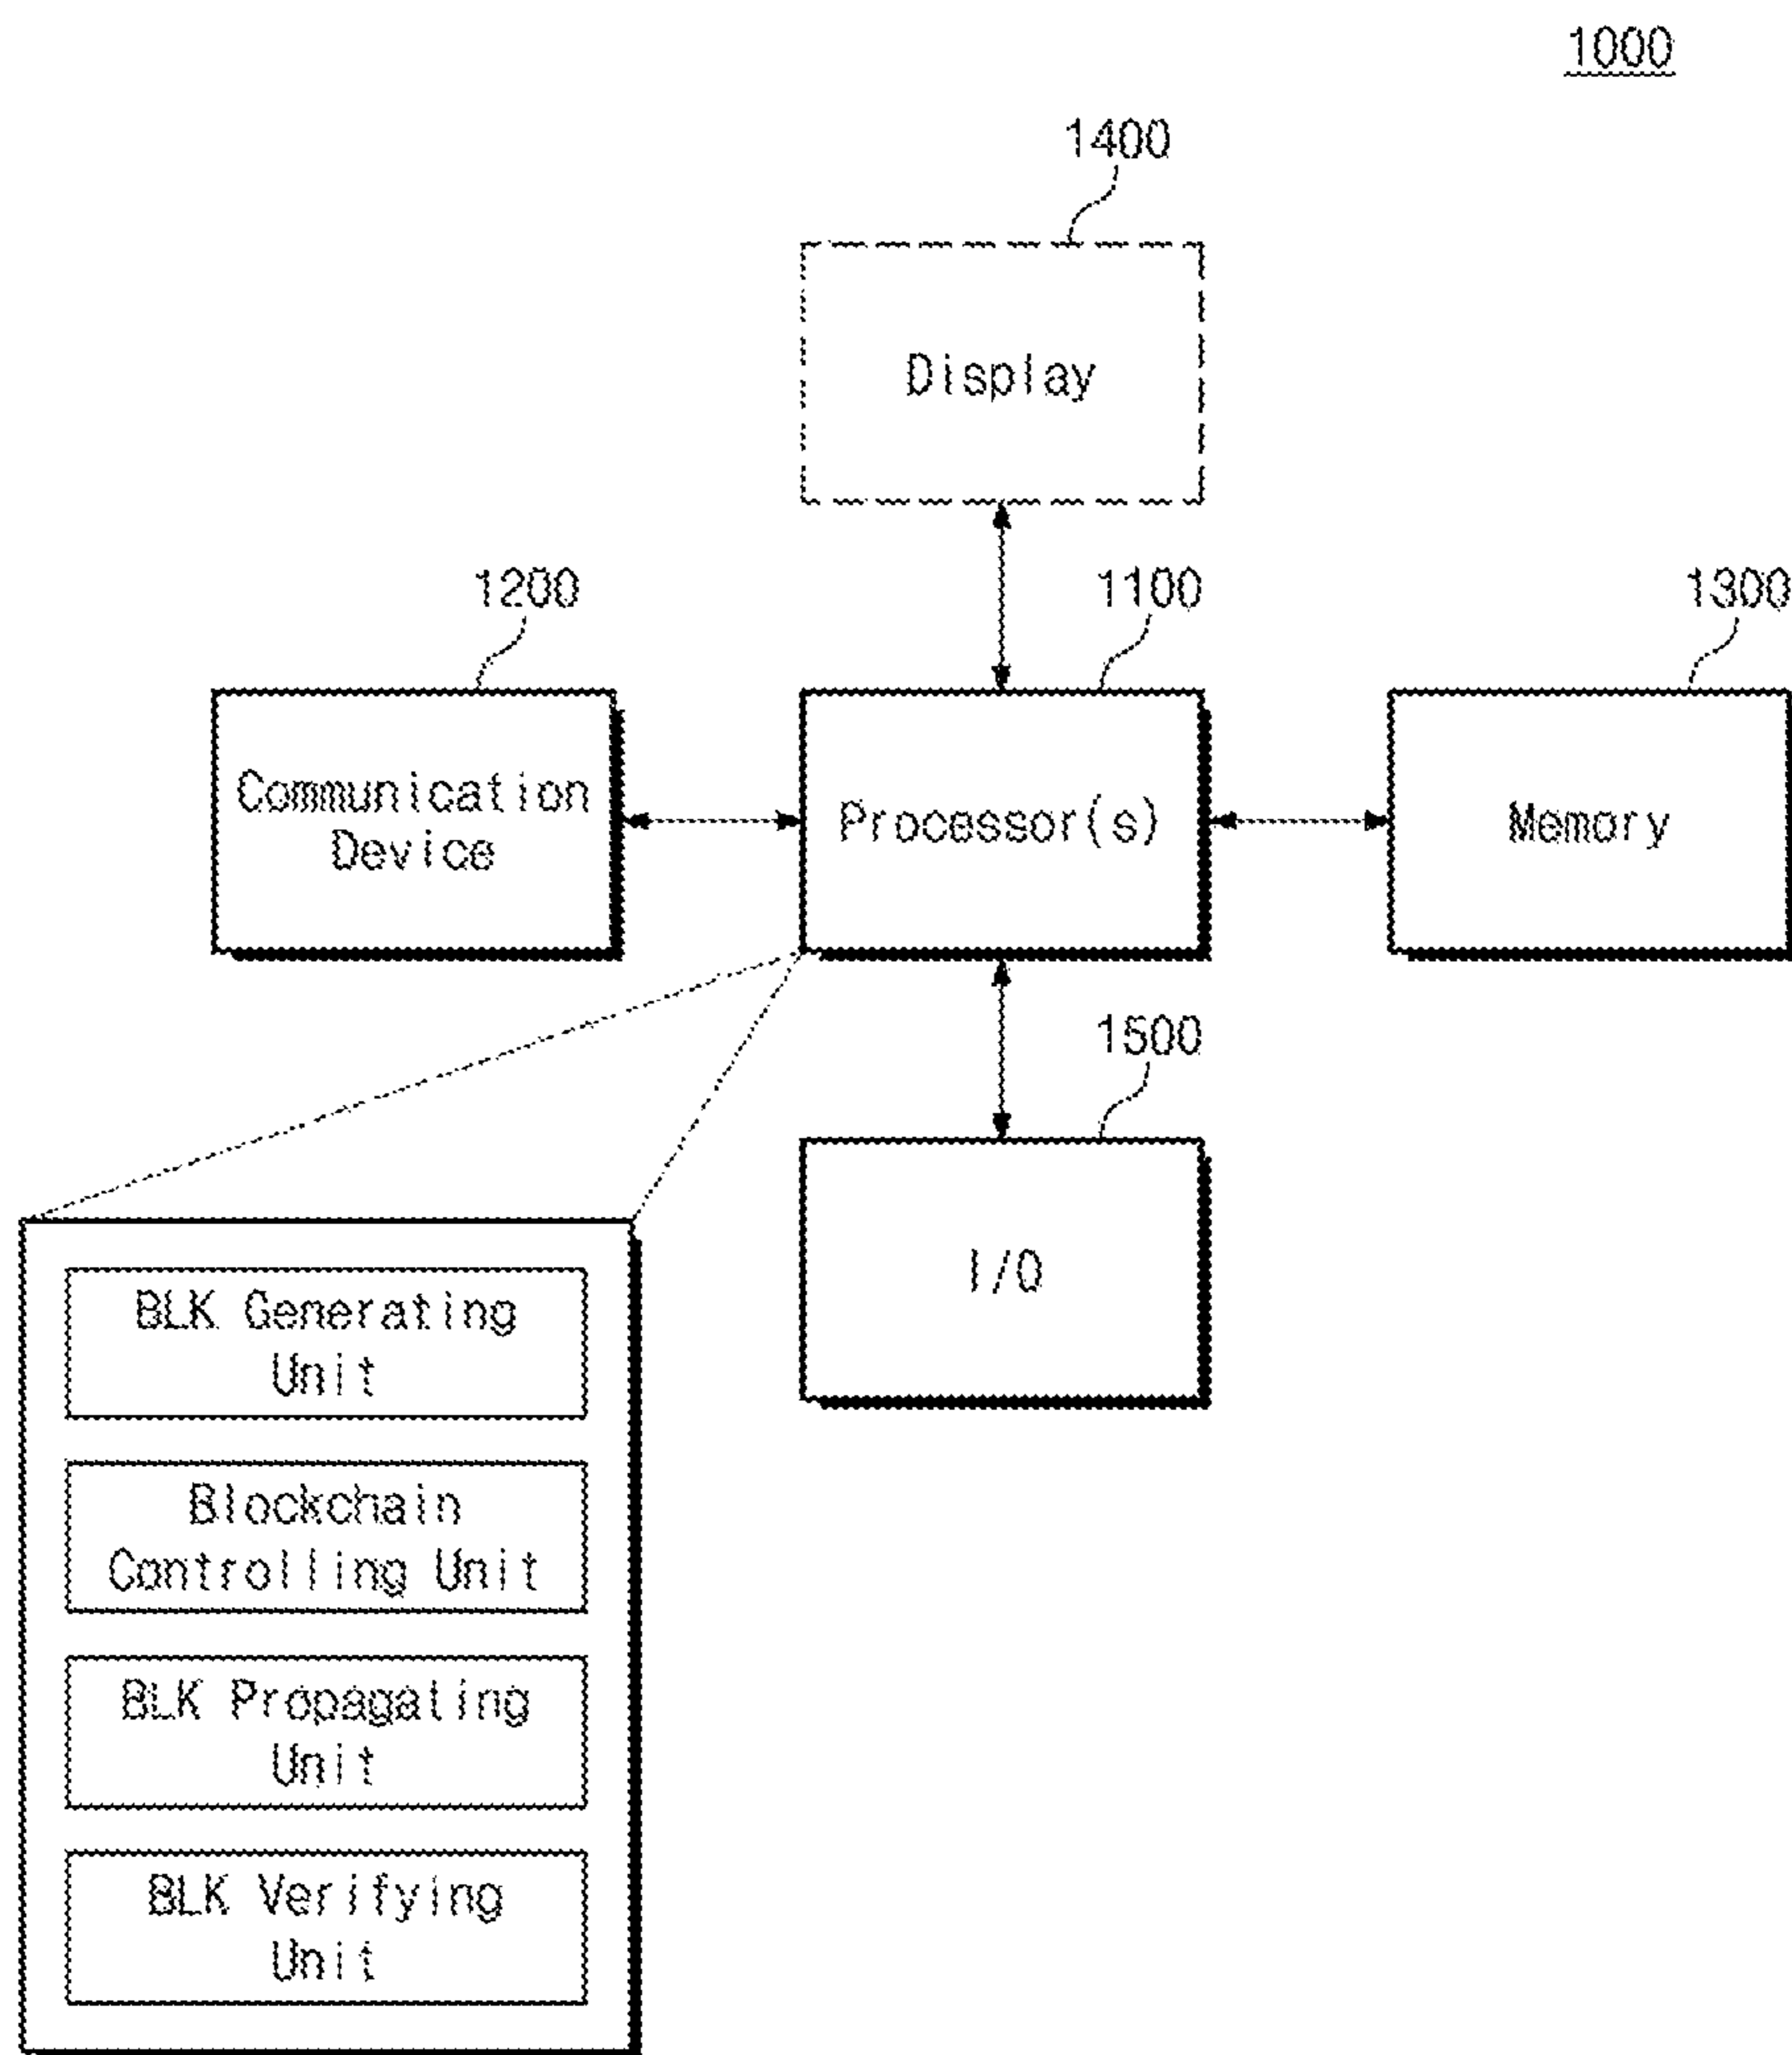 1000
1400
Display
1200
1100
1300
Communication
Device
Processor(s)
Memory
1500
I/O
BLK Generating
Unit
Blockchain
Controlling Unit
BLK Propagating
Unit
BLK Verifying
Unit